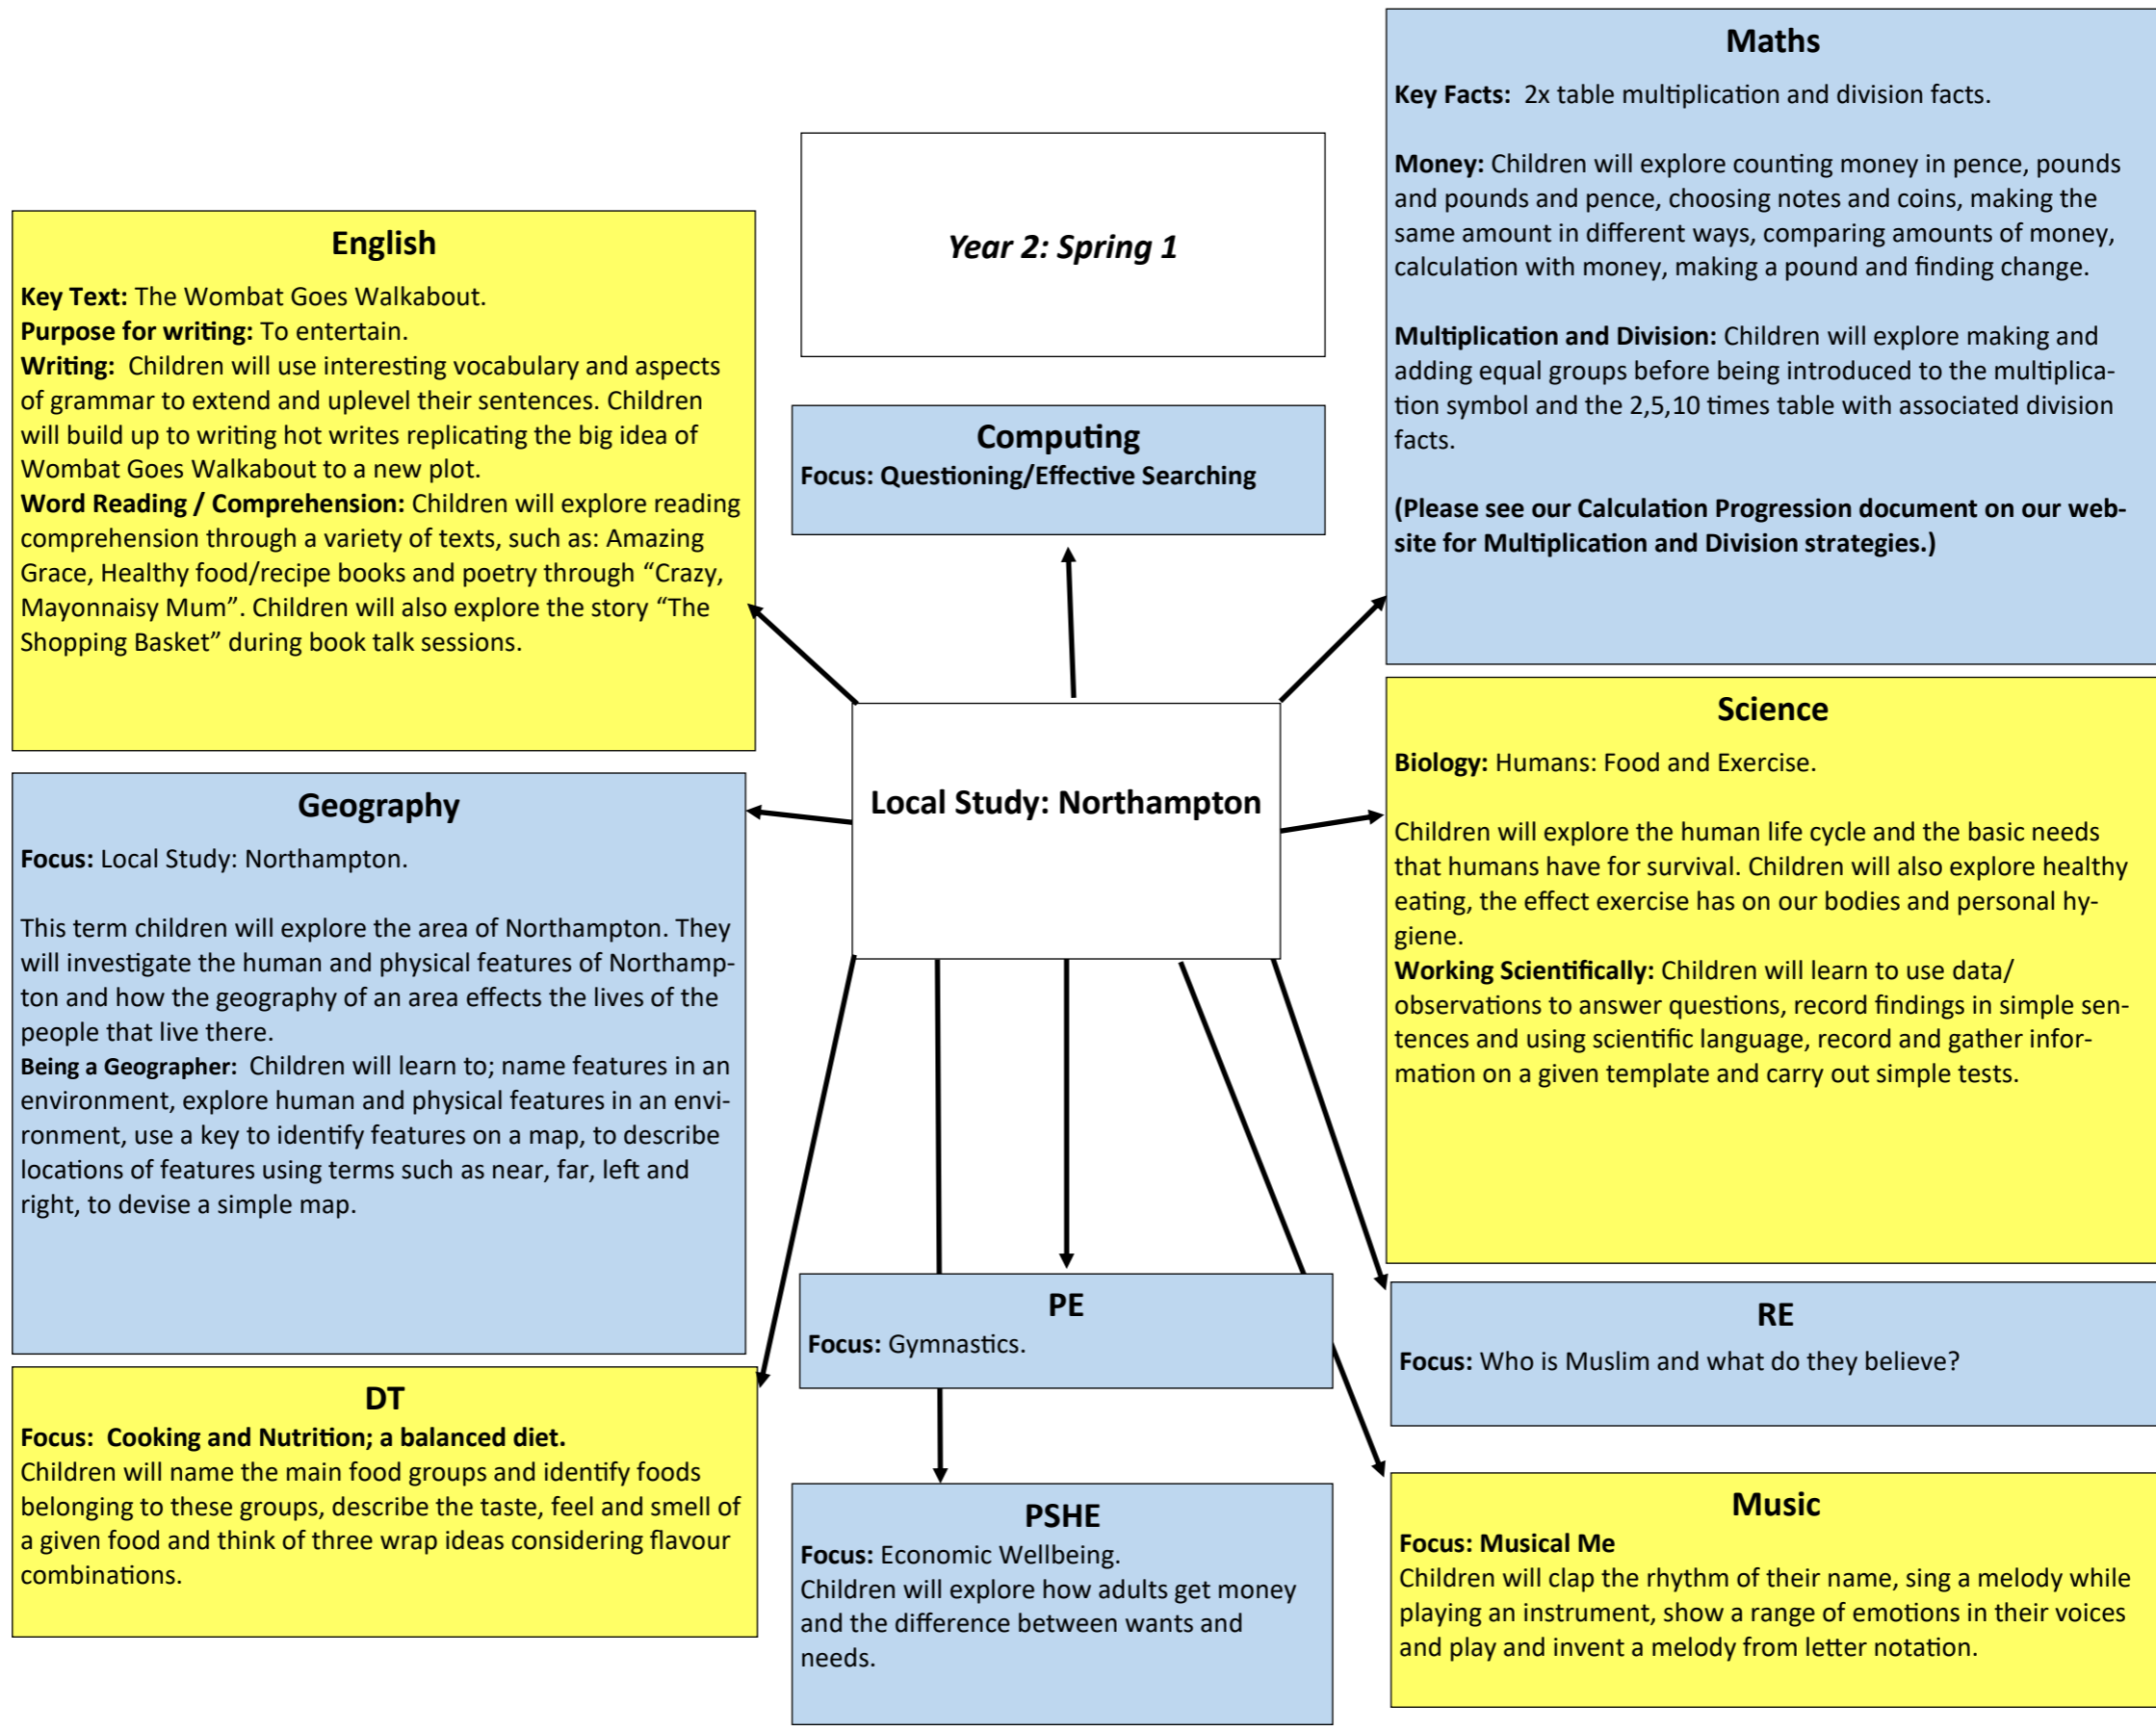 Year 2: Spring 1
English
Key Text: The Wombat Goes Walkabout.
Purpose for writing: To entertain.
Writing:  Children will use interesting vocabulary and aspects
of grammar to extend and uplevel their sentences. Children
will build up to writing hot writes replicating the big idea of
Wombat Goes Walkabout to a new plot.
Word Reading / Comprehension: Children will explore reading
comprehension through a variety of texts, such as: Amazing
Grace, Healthy food/recipe books and poetry through “Crazy,
Mayonnaisy Mum”. Children will also explore the story “The
Shopping Basket” during book talk sessions.
Computing
Focus: Questioning/Effective Searching
Maths
Key Facts:  2x table multiplication and division facts.
Money: Children will explore counting money in pence, pounds
and pounds and pence, choosing notes and coins, making the
same amount in different ways, comparing amounts of money,
calculation with money, making a pound and finding change.
Multiplication and Division: Children will explore making and
adding equal groups before being introduced to the multiplica-
tion symbol and the 2,5,10 times table with associated division
facts.
(Please see our Calculation Progression document on our web-
site for Multiplication and Division strategies.)
Local Study: Northampton
Geography
Focus: Local Study: Northampton.
This term children will explore the area of Northampton. They
will investigate the human and physical features of Northamp-
ton and how the geography of an area effects the lives of the
people that live there.
Being a Geographer:  Children will learn to; name features in an
environment, explore human and physical features in an envi-
ronment, use a key to identify features on a map, to describe
locations of features using terms such as near, far, left and
right, to devise a simple map.
Science
Biology: Humans: Food and Exercise.
Children will explore the human life cycle and the basic needs
that humans have for survival. Children will also explore healthy
eating, the effect exercise has on our bodies and personal hy-
giene.
Working Scientifically: Children will learn to use data/
observations to answer questions, record findings in simple sen-
tences and using scientific language, record and gather infor-
mation on a given template and carry out simple tests.
DT
Focus:  Cooking and Nutrition; a balanced diet.
Children will name the main food groups and identify foods
belonging to these groups, describe the taste, feel and smell of
a given food and think of three wrap ideas considering flavour
combinations.
PE
Focus: Gymnastics.
PSHE
Focus: Economic Wellbeing.
Children will explore how adults get money
and the difference between wants and
needs.
RE
Focus: Who is Muslim and what do they believe?
Music
Focus: Musical Me
Children will clap the rhythm of their name, sing a melody while
playing an instrument, show a range of emotions in their voices
and play and invent a melody from letter notation.